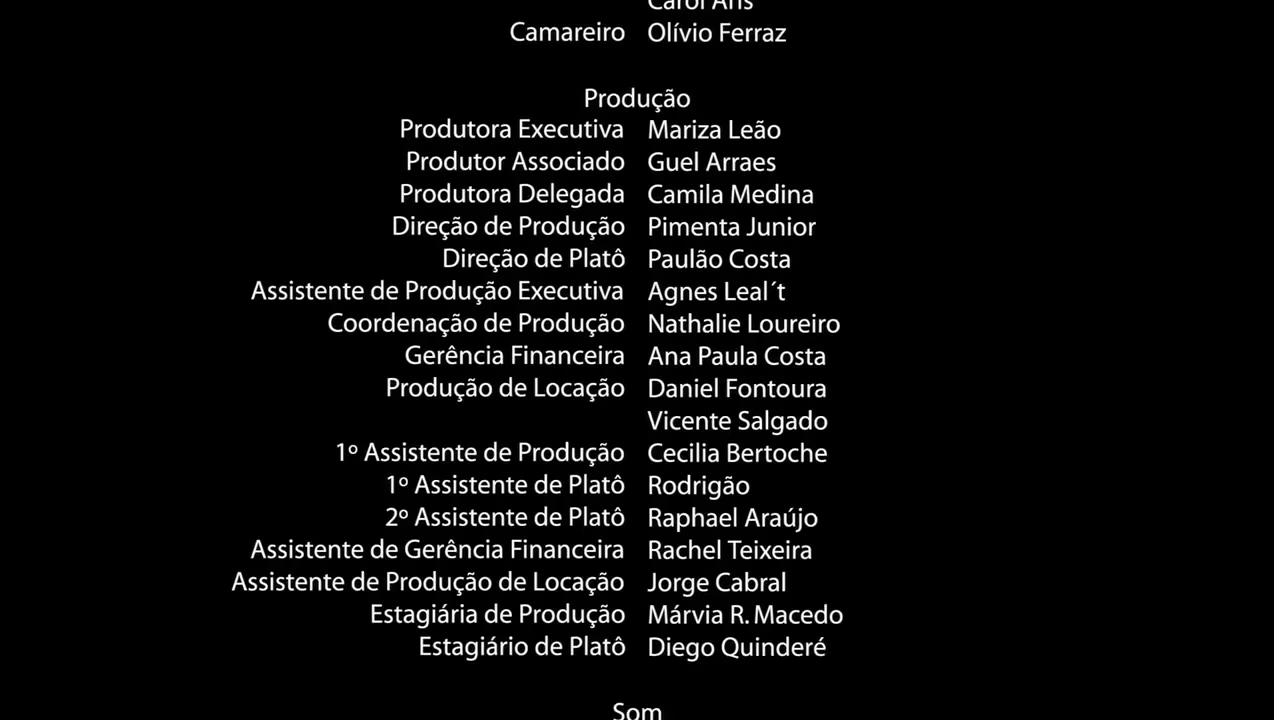 Camareiro Olívio Ferraz
Produção
Produtora Executiva Mariza Leão
Produtor Associado Guel Arraes
Produtora Delegada Camila Medina
Direção de Produção Pimenta Junior
Direção de Platô Paulão Costa
Assistente de Produção Executiva Agnes Leal´t
Coordenação de Produção Nathalie Loureiro
Gerência Financeira Ana Paula Costa
Produção de Locação Daniel Fontoura
Vicente Salgado
1º Assistente de Produção Cecilia Bertoche
1º Assistente de Platô Rodrigão
2º Assistente de Platô Raphael Araújo
Assistente de Gerência Financeira Rachel Teixeira
Assistente de Produção de Locação Jorge Cabral
Estagiária de Produção Márvia R. Macedo
Estagiário de Platô Diego Quinderé
Som